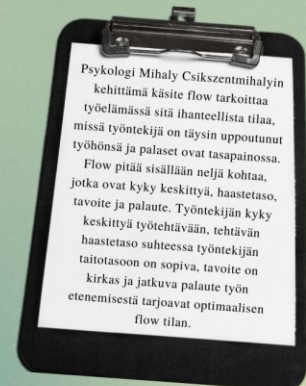 Psykologi Mihaly Csikszentmihalyin
kehittämä käsite flow tarkoittaa
työelämässä sitä ihanteellista tilaa,
missä työntekijä on täysin uppoutunut
työhönsä ja palaset ovat tasapainossa.
Flow pitää sisällään neljä kohtaa,
jotka ovat kyky keskittyä, haastetaso,
tavoite ja palaute. Työntekijän kyky
keskittyä työtehtävään, tehtävän
haastetaso suhteessa työntekijän
taitotasoon on sopiva, tavoite on
kirkas ja jatkuva palaute työn
etenemisestä tarjoavat optimaalisen
flow tilan.